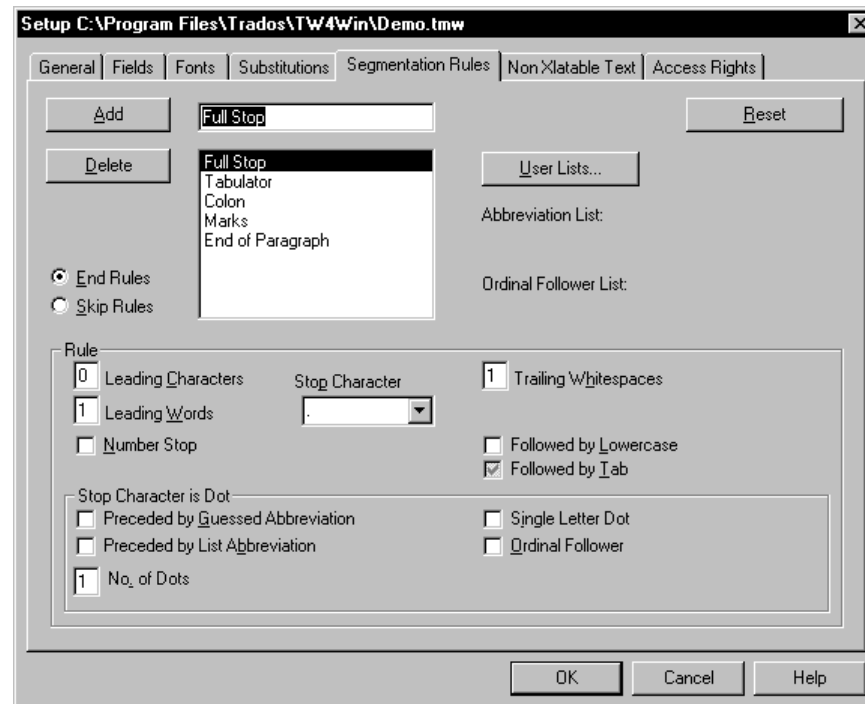 Setup C:\Program Files\Trados\TW4Win\Demo.tmw
General Fields Fonts Substitutions Segmentation Rules Non Xlatable Text Access Rights
Add Full Stop Reset
Delete
Full Stop
Tabulator
Colon
Marks
End of Paragraph
User Lists...
Abbreviation List:
Ordinal Follower List:
End Rules
Skip Rules
Rule
0 Leading Characters Stop Character 1 Trailing Whitespaces
1 Leading Words .
Number Stop Followed by Lowercase
Followed by Tab
Stop Character is Dot
Preceded by Guessed Abbreviation Single Letter Dot
Preceded by List Abbreviation Ordinal Follower
1 No. of Dots
OK Cancel Help